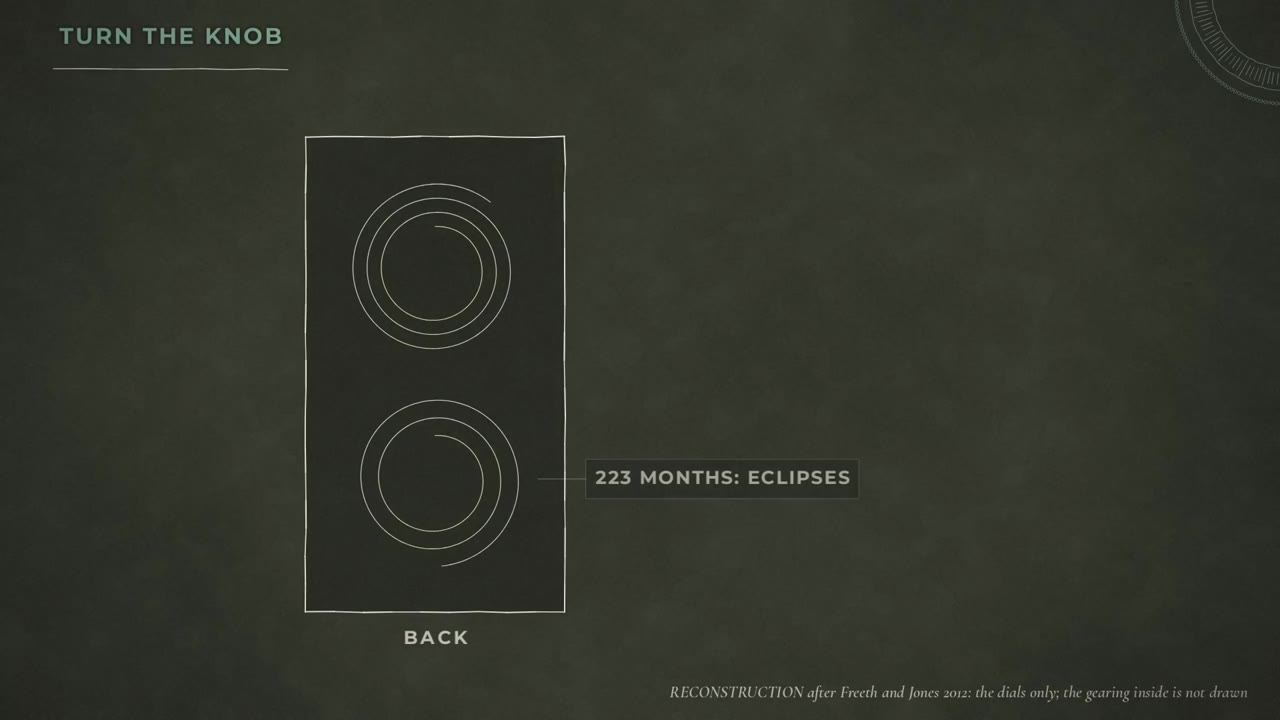 TURN THE KNOB
223 MONTHS: ECLIPSES
BACK
RECONSTRUCTION after Freeth and Jones 2012: the dials only; the gearing inside is not drawn